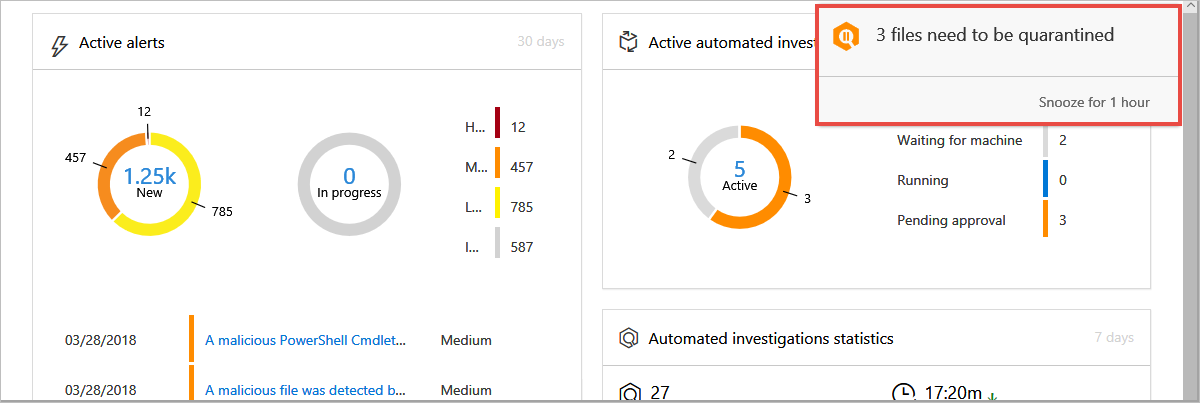 Active alerts
30 days
12
457
1.25k
New
785
0
In progress
H... 12
M... 457
L... 785
I... 587
03/28/2018 A malicious PowerShell Cmdlet... Medium
03/28/2018 A malicious file was detected b... Medium
Active automated invest
3 files need to be quarantined
Snooze for 1 hour
2
5
Active
3
Waiting for machine 2
Running 0
Pending approval 3
Automated investigations statistics
7 days
27
17:20m